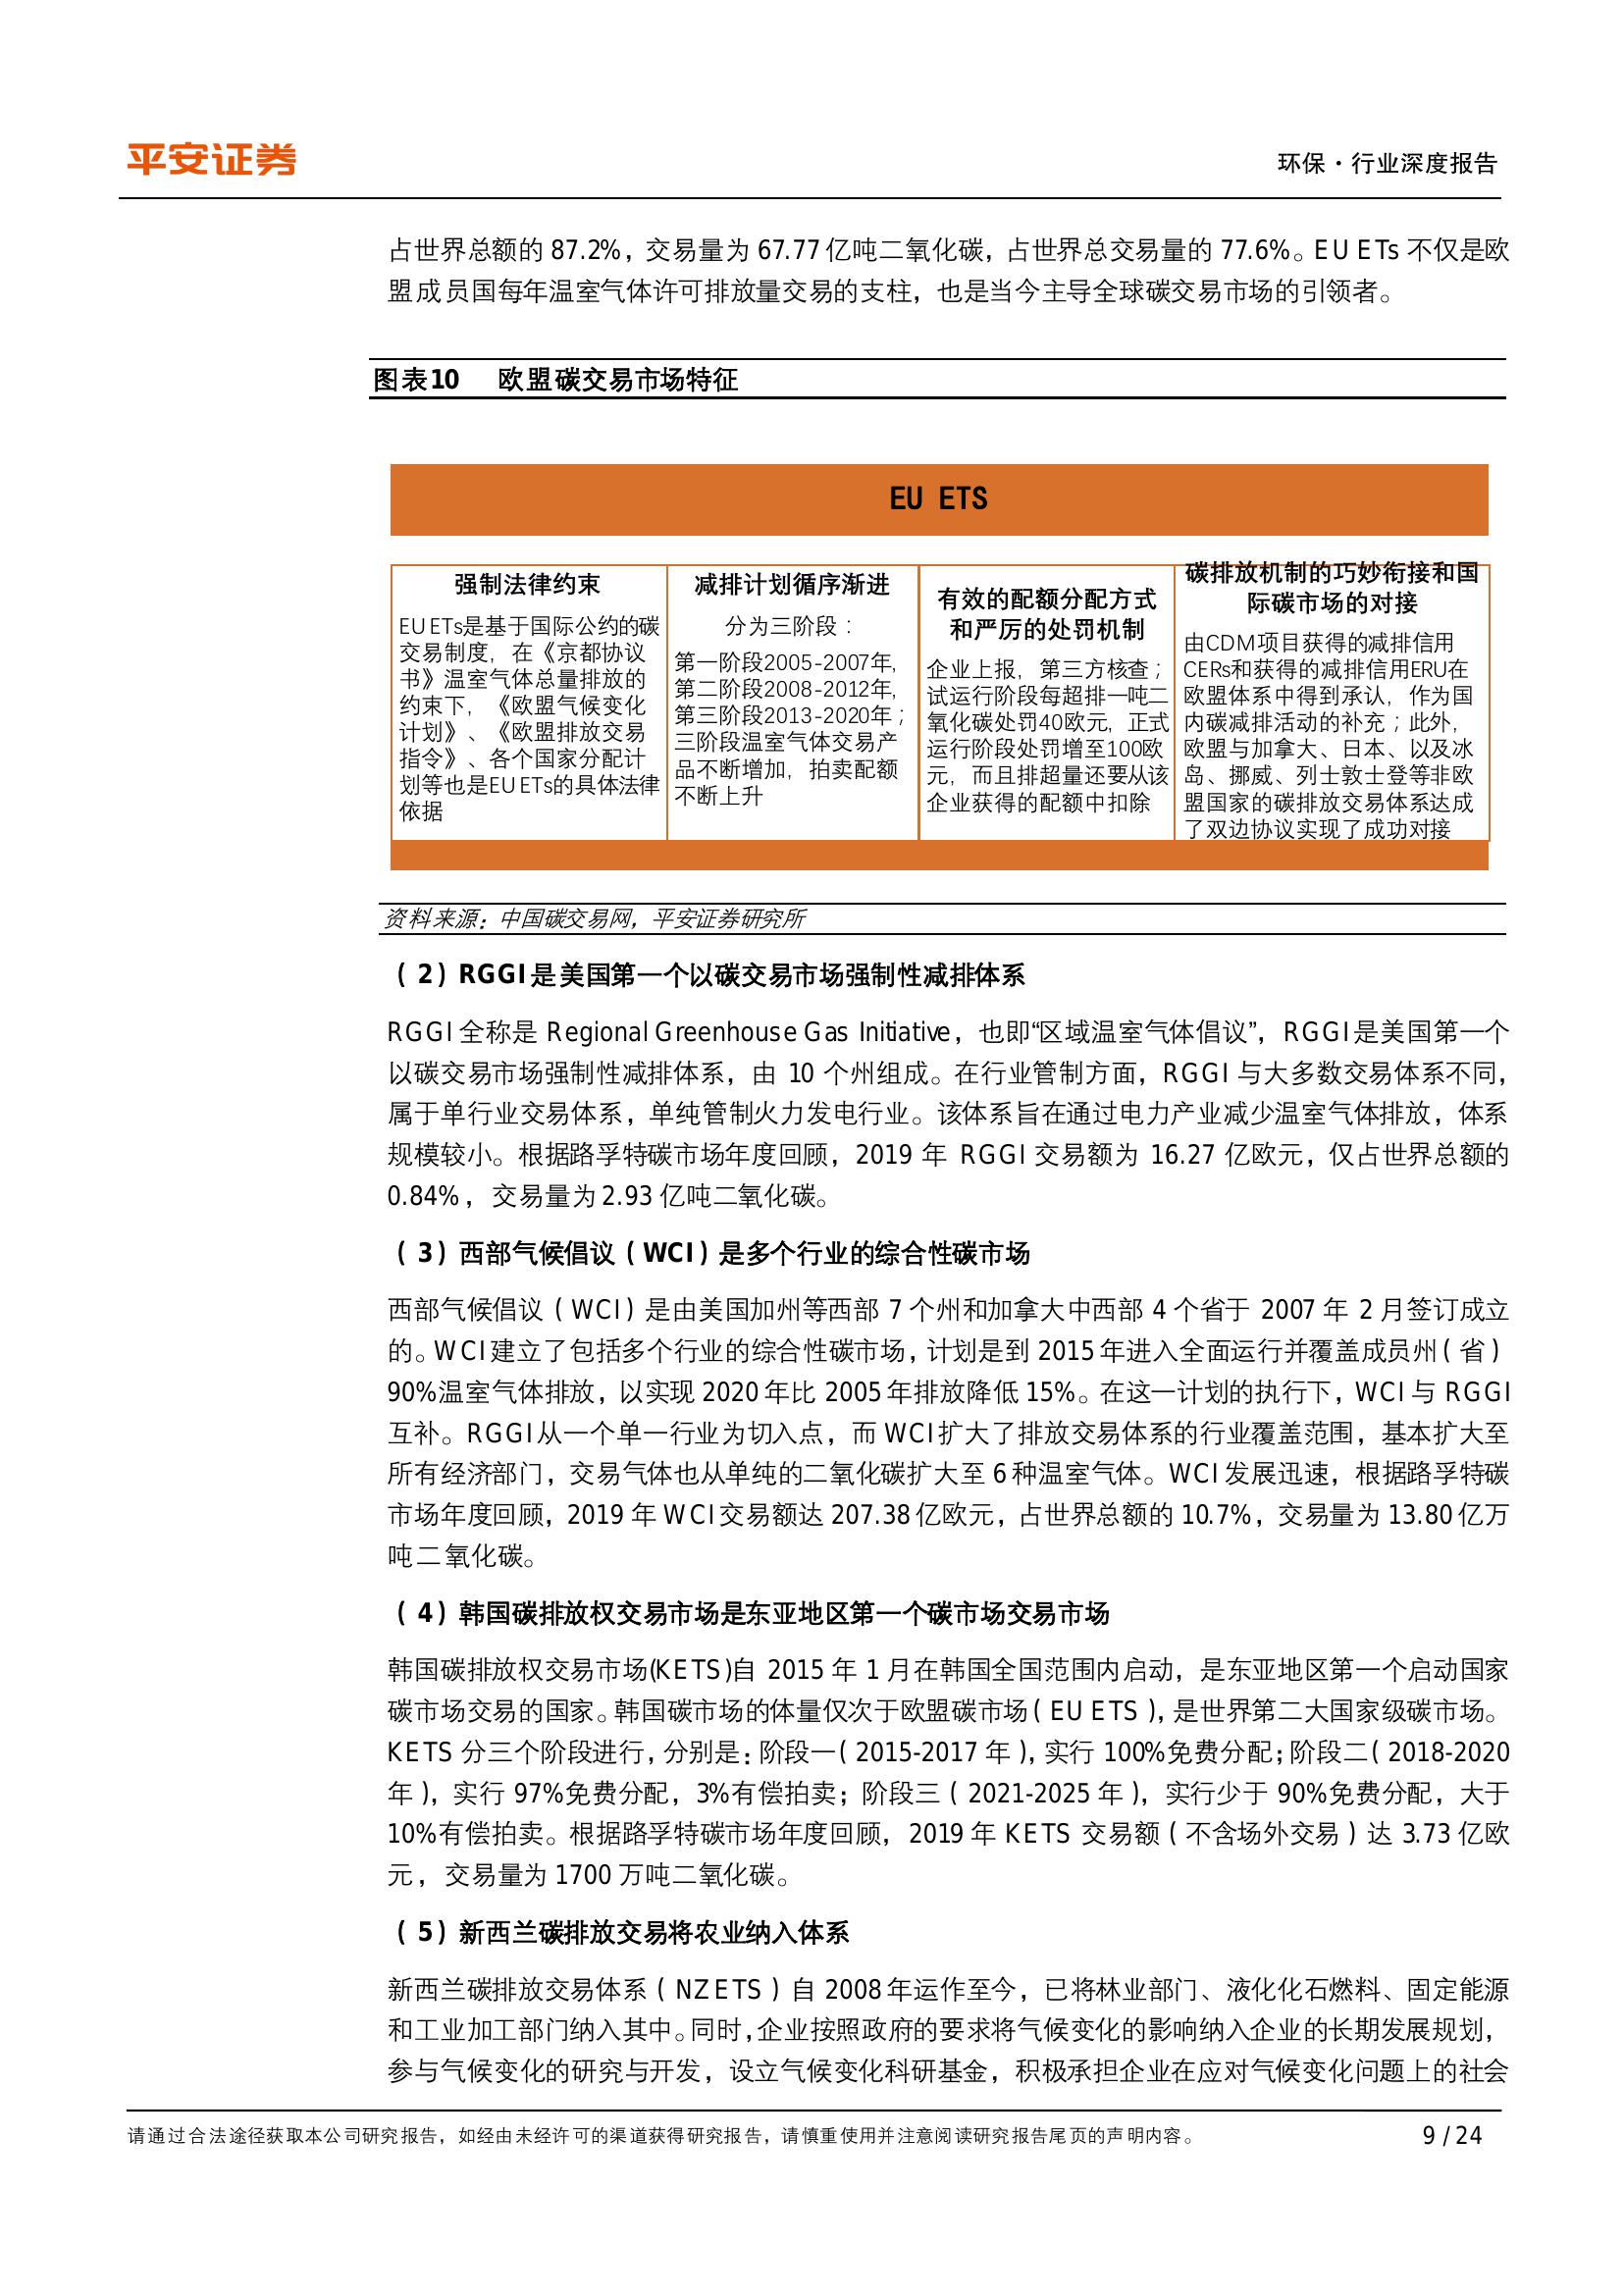 平安证券
环保·行业深度报告
占世界总额的 87.2%，交易量为 67.77 亿吨二氧化碳，占世界总交易量的 77.6%。EU ETs 不仅是欧
盟成员国每年温室气体许可排放量交易的支柱，也是当今主导全球碳交易市场的引领者。
图表10 欧盟碳交易市场特征
EU ETS
强制法律约束
EU ETs是基于国际公约的碳
交易制度，在《京都协议
书》温室气体总量排放的
约束下，《欧盟气候变化
计划》、《欧盟排放交易
指令》、各个国家分配计
划等也是EU ETs的具体法律
依据
减排计划循序渐进
分为三阶段：
第一阶段2005-2007年，
第二阶段2008-2012年，
第三阶段2013-2020年；
三阶段温室气体交易产
品不断增加，拍卖配额
不断上升
有效的配额分配方式
和严厉的处罚机制
企业上报，第三方核查；
试运行阶段每超排一吨二
氧化碳处罚40欧元，正式
运行阶段处罚增至100欧
元，而且排超量还要从该
企业获得的配额中扣除
碳排放机制的巧妙衔接和国
际碳市场的对接
由CDM项目获得的减排信用
CERs和获得的减排信用ERU在
欧盟体系中得到承认，作为国
内碳减排活动的补充；此外，
欧盟与加拿大、日本、以及冰
岛、挪威、列士敦士登等非欧
盟国家的碳排放交易体系达成
了双边协议实现了成功对接
资料来源：中国碳交易网，平安证券研究所
（2）RGGI 是美国第一个以碳交易市场强制性减排体系
RGGI 全称是 Regional Greenhouse Gas Initiative，也即“区域温室气体倡议”，RGGI 是美国第一个
以碳交易市场强制性减排体系，由 10 个州组成。在行业管制方面，RGGI 与大多数交易体系不同，
属于单行业交易体系，单纯管制火力发电行业。该体系旨在通过电力产业减少温室气体排放，体系
规模较小。根据路孚特碳市场年度回顾，2019 年 RGGI 交易额为 16.27 亿欧元，仅占世界总额的
0.84%，交易量为 2.93 亿吨二氧化碳。
（3）西部气候倡议（WCI）是多个行业的综合性碳市场
西部气候倡议（WCI）是由美国加州等西部 7 个州和加拿大中西部 4 个省于 2007 年 2 月签订成立
的。WCI 建立了包括多个行业的综合性碳市场，计划是到 2015 年进入全面运行并覆盖成员州（省）
90%温室气体排放，以实现 2020 年比 2005 年排放降低 15%。在这一计划的执行下，WCI 与 RGGI
互补。RGGI 从一个单一行业为切入点，而 WCI 扩大了排放交易体系的行业覆盖范围，基本扩大至
所有经济部门，交易气体也从单纯的二氧化碳扩大至 6 种温室气体。WCI 发展迅速，根据路孚特碳
市场年度回顾，2019 年 WCI 交易额达 207.38 亿欧元，占世界总额的 10.7%，交易量为 13.80 亿万
吨二氧化碳。
（4）韩国碳排放权交易市场是东亚地区第一个碳市场交易市场
韩国碳排放权交易市场(KETS)自 2015 年 1 月在韩国全国范围内启动，是东亚地区第一个启动国家
碳市场交易的国家。韩国碳市场的体量仅次于欧盟碳市场（EU ETS），是世界第二大国家级碳市场。
KETS 分三个阶段进行，分别是：阶段一（2015-2017 年），实行 100%免费分配；阶段二（2018-2020
年），实行 97%免费分配，3%有偿拍卖；阶段三（2021-2025 年），实行少于 90%免费分配，大于
10%有偿拍卖。根据路孚特碳市场年度回顾，2019 年 KETS 交易额（不含场外交易）达 3.73 亿欧
元，交易量为 1700 万吨二氧化碳。
（5）新西兰碳排放交易将农业纳入体系
新西兰碳排放交易体系（NZ ETS）自 2008 年运作至今，已将林业部门、液化化石燃料、固定能源
和工业加工部门纳入其中。同时，企业按照政府的要求将气候变化的影响纳入企业的长期发展规划，
参与气候变化的研究与开发，设立气候变化科研基金，积极承担企业在应对气候变化问题上的社会
请通过合法途径获取本公司研究报告，如经由未经许可的渠道获得研究报告，请慎重使用并注意阅读研究报告尾页的声明内容。
9 / 24